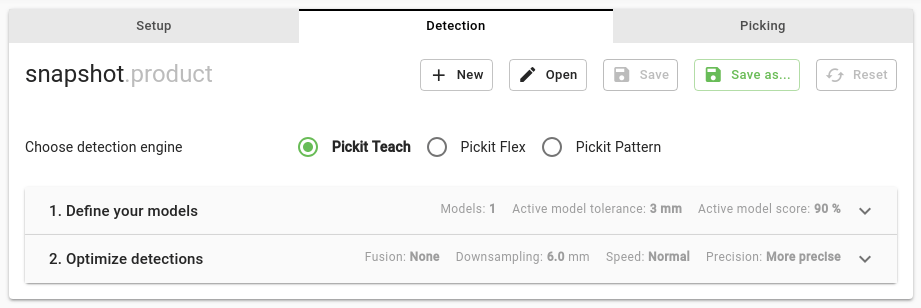 Setup Detection Picking
snapshot.product New Open Save Save as... Reset
Choose detection engine Pickit Teach Pickit Flex Pickit Pattern
1. Define your models Models: 1 Active model tolerance: 3 mm Active model score: 90 %
2. Optimize detections Fusion: None Downsampling: 6.0 mm Speed: Normal Precision: More precise